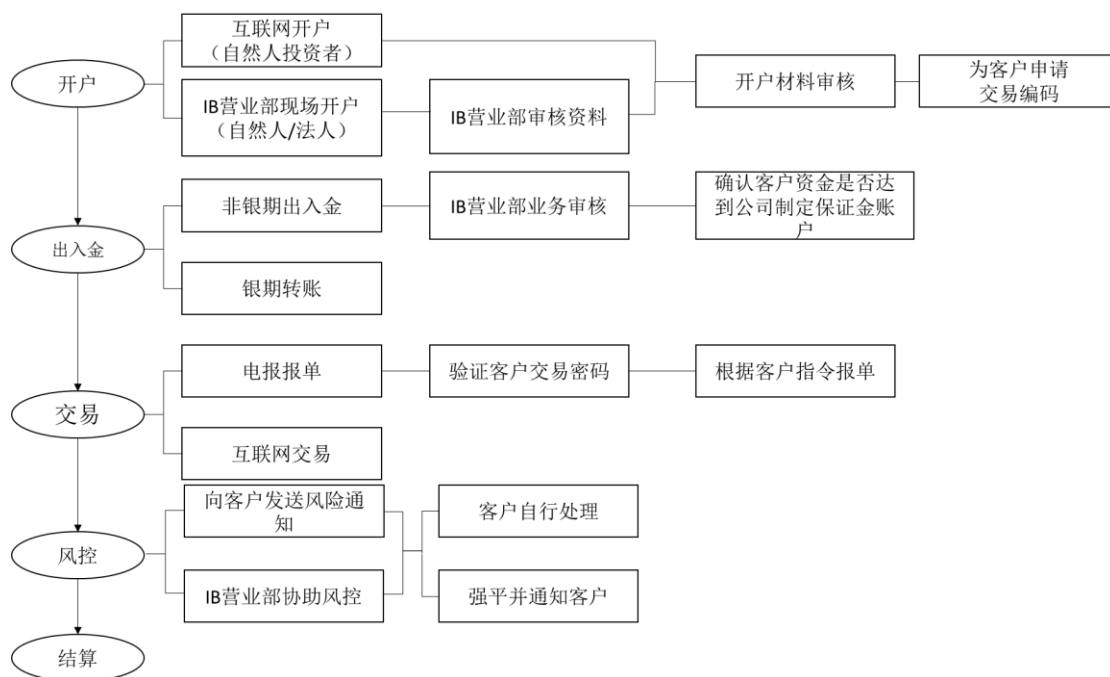 互联网开户
（自然人投资者）
开户
开户材料审核
为客户申请
交易编码
IB营业部现场开户
（自然人/法人）
IB营业部审核资料
非银期出入金
IB营业部业务审核
确认客户资金是否达
到公司制定保证金账
户
出入金
银期转账
电报报单
验证客户交易密码
根据客户指令报单
交易
互联网交易
向客户发送风险通
知
客户自行处理
风控
IB营业部协助风控
强平并通知客户
结算